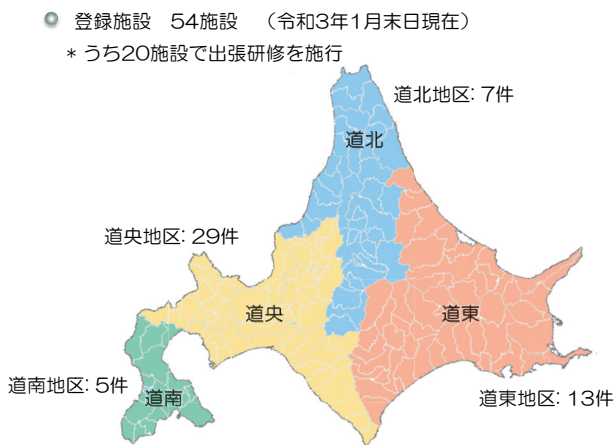 登録施設 54施設 （令和3年1月末日現在）
* うち20施設で出張研修を施行
道北地区: 7件
道北
道央地区: 29件
道央
道東
道南地区: 5件
道南
道東地区: 13件